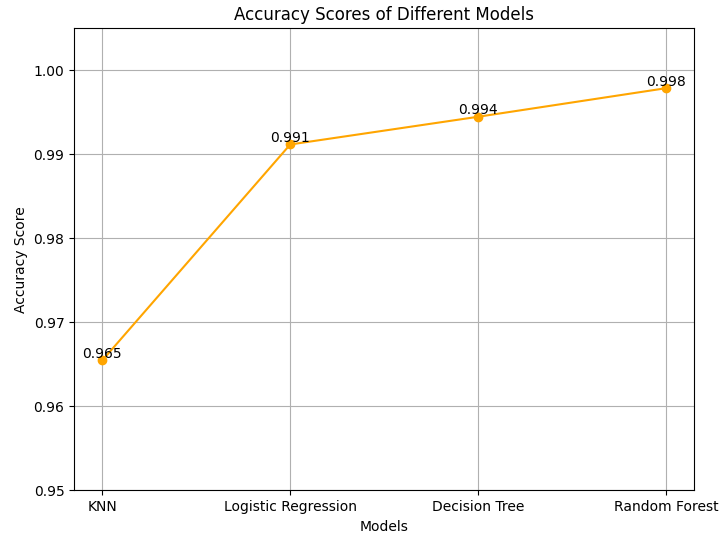 Accuracy Scores of Different Models
1.00
0.99
0.98
0.97
0.96
0.95
Accuracy Score
0.965
0.991
0.994
0.998
KNN
Logistic Regression
Decision Tree
Random Forest
Models